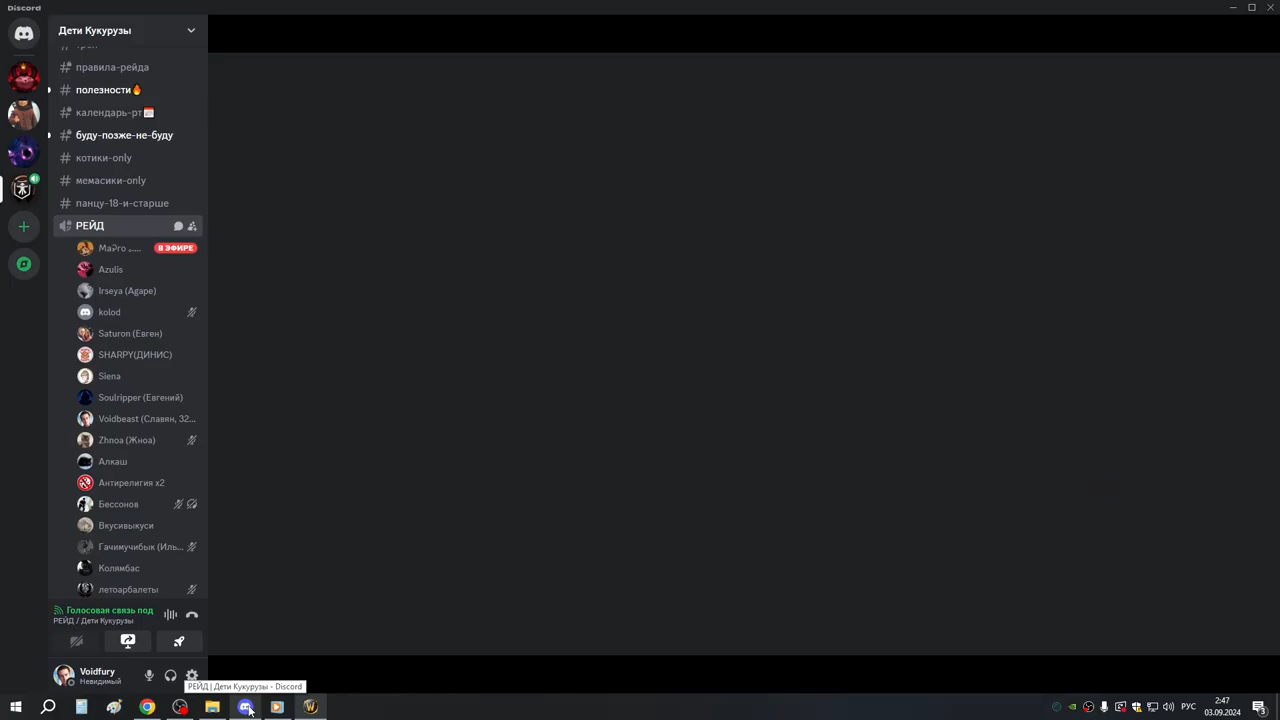 Discord
Дети Кукурузы
правила-рейда
полезности🔥
календарь-рт📅
буду-позже-не-буду
котики-only
мемасики-only
панцу-18-и-старше
РЕЙД
В ЭФИРЕ
Azulis
Irseya (Agape)
kolod
Saturon (Евген)
SHARPY(ДИНИС)
Siena
Soulripper (Евгений)
Voidbeast (Славян, 32...
Zhnoa (Жноа)
Алкаш
Антирелигия x2
Бессонов
Вкусивыкуси
Гачимучибык (Иль...
Колямбас
летоарбалеты
Голосовая связь под
РЕЙД / Дети Кукурузы
Voidfury
Невидимый
РЕЙД | Дети Кукурузы - Discord
РУС
2:47
03.09.2024
3